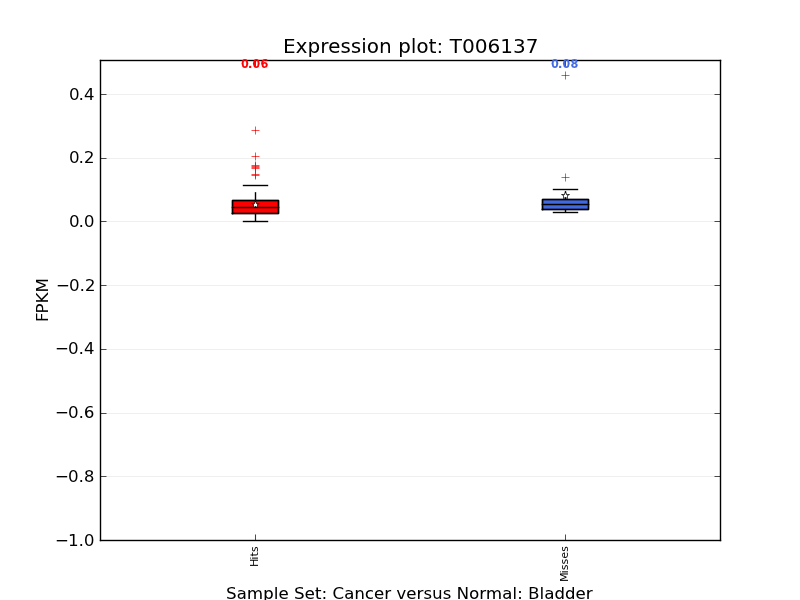 Expression plot: T006137
0.06
0.08
0.4
0.2
0.0
−0.2
−0.4
−0.6
−0.8
−1.0
FPKM
Hits
Misses
Sample Set: Cancer versus Normal: Bladder